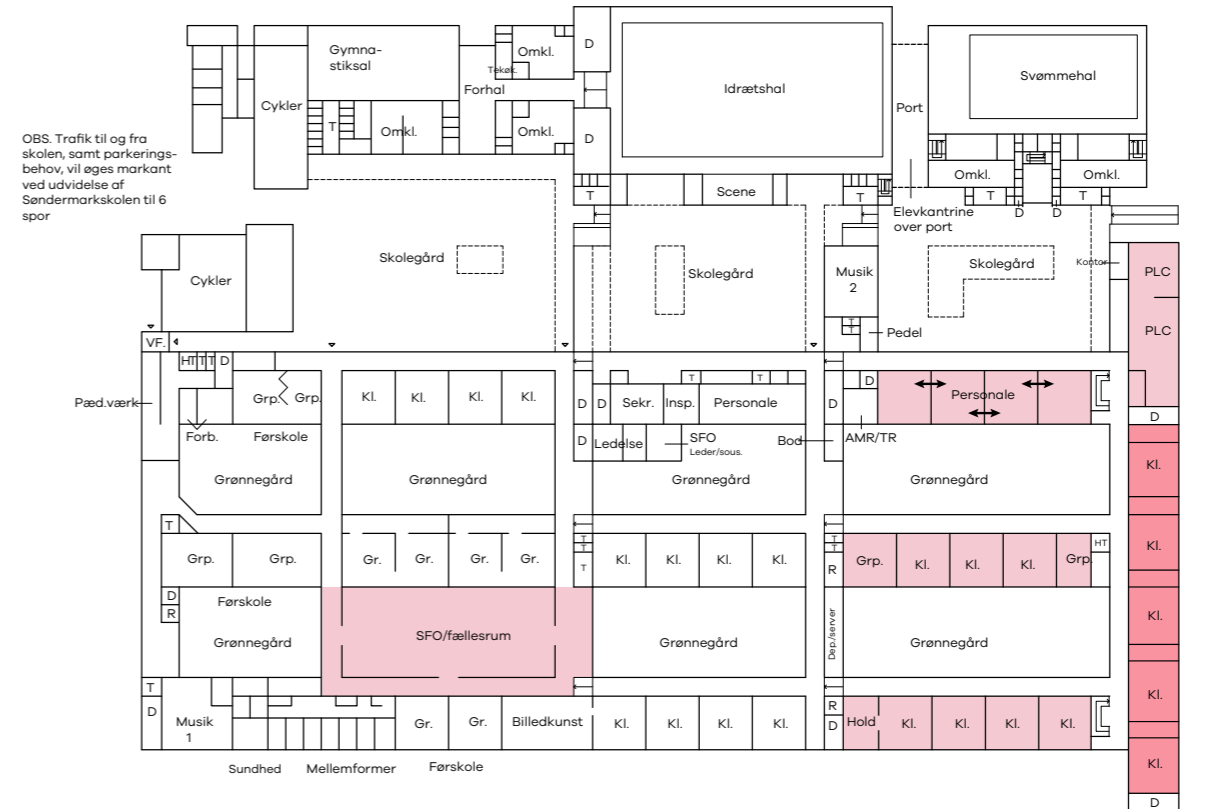 D
Omkl.
Gymna-
stiksal
Tekøk.
Forhal
Idrætshal
Svømmehal
Cykler
Port
T
Omkl.
Omkl.
D
OBS. Trafik til og fra
skolen, samt parkerings-
behov, vil øges markant
ved udvidelse af
Søndermarkskolen til 6
spor
Omkl.
Omkl.
T
Scene
T
T
T
D
D
Elevkantrine
over port
Skolegård
Skolegård
Skolegård
Kontor
Cykler
Musik
2
PLC
PLC
T
T
Pedel
VF.
HT
T
T
D
Pæd.værk
Grp.
Grp.
Kl.
Kl.
Kl.
Kl.
D
D
Sekr.
Insp.
Personale
T
T
D
D
Personale
D
Forb.
Førskole
D
Ledelse
SFO
Leder/sous.
Bod
AMR/TR
Grønnegård
Grønnegård
Grønnegård
Grønnegård
Kl.
T
Grp.
Grp.
Gr.
Gr.
Gr.
Gr.
T
T
T
Kl.
Kl.
Kl.
Kl.
T
T
R
Grp.
Kl.
Kl.
Kl.
Grp.
HT
Kl.
D
R
Førskole
Grønnegård
SFO/fællesrum
Grønnegård
Dep./server
Grønnegård
Kl.
T
D
Musik
1
Gr.
Gr.
Billedkunst
Kl.
Kl.
Kl.
Kl.
R
D
Hold
Kl.
Kl.
Kl.
Kl.
Kl.
Kl.
Sundhed
Mellemformer
Førskole
D